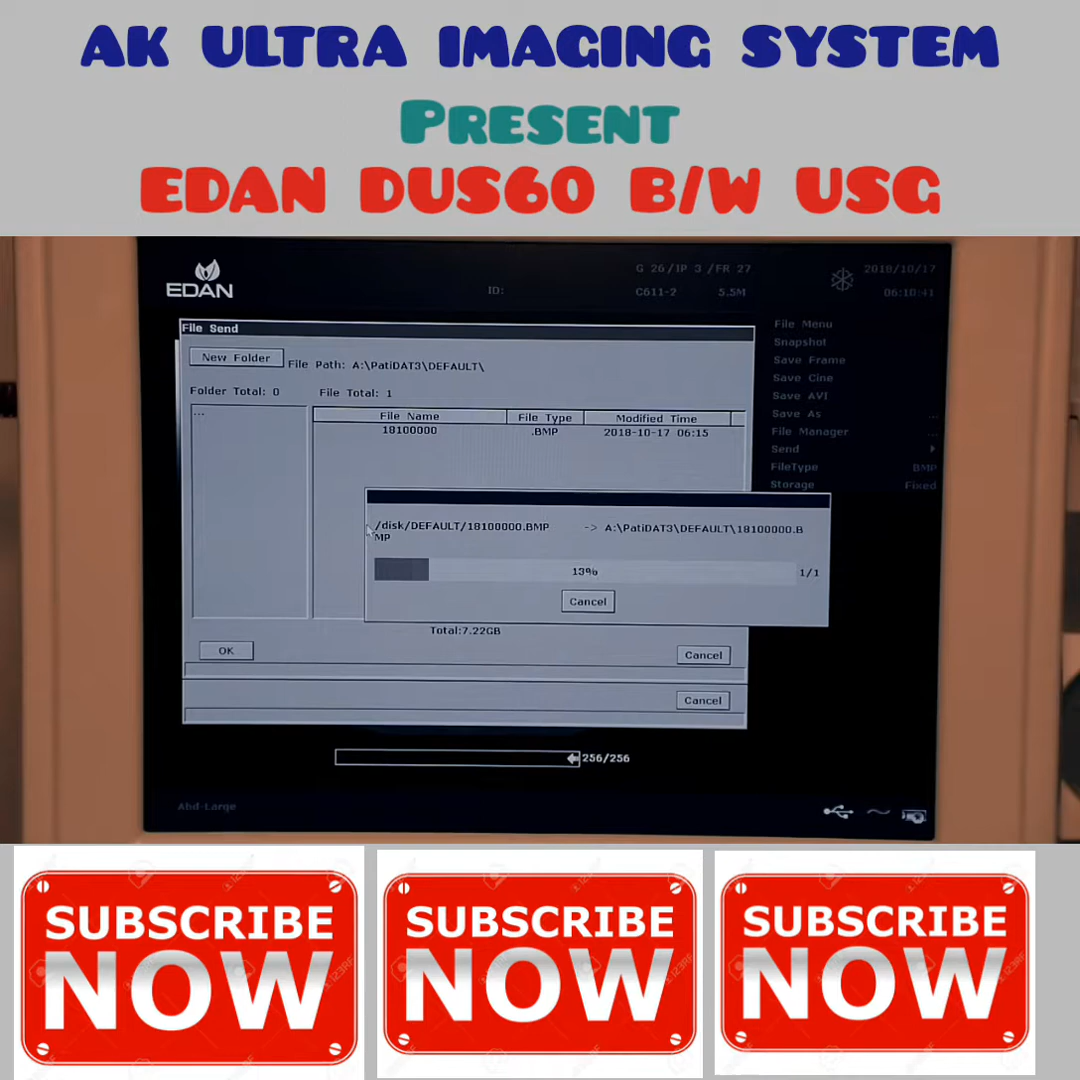 AK ULTRA IMAGING SYSTEM
PRESENT
EDAN DUS60 B/W USG
EDAN
ID:
G 26/IP 3 /FR 27
C611-2 5.5M
2018/10/17
06:10:41
File Send
New Folder
File Path: A:\PatiDAT3\DEFAULT\
Folder Total: 0
File Total: 1
...
File Name File Type Modified Time
18100000 .BMP 2018-10-17 06:15
/disk/DEFAULT/18100000.BMP -> A:\PatiDAT3\DEFAULT\18100000.B
MP
13% 1/1
Cancel
Total:7.22GB
OK
Cancel
Cancel
File Menu
Snapshot
Save Frame
Save Cine
Save AVI
Save As ...
File Manager ...
Send
FileType BMP
Storage Fixed
256/256
Abd-Large
SUBSCRIBE
NOW
SUBSCRIBE
NOW
SUBSCRIBE
NOW